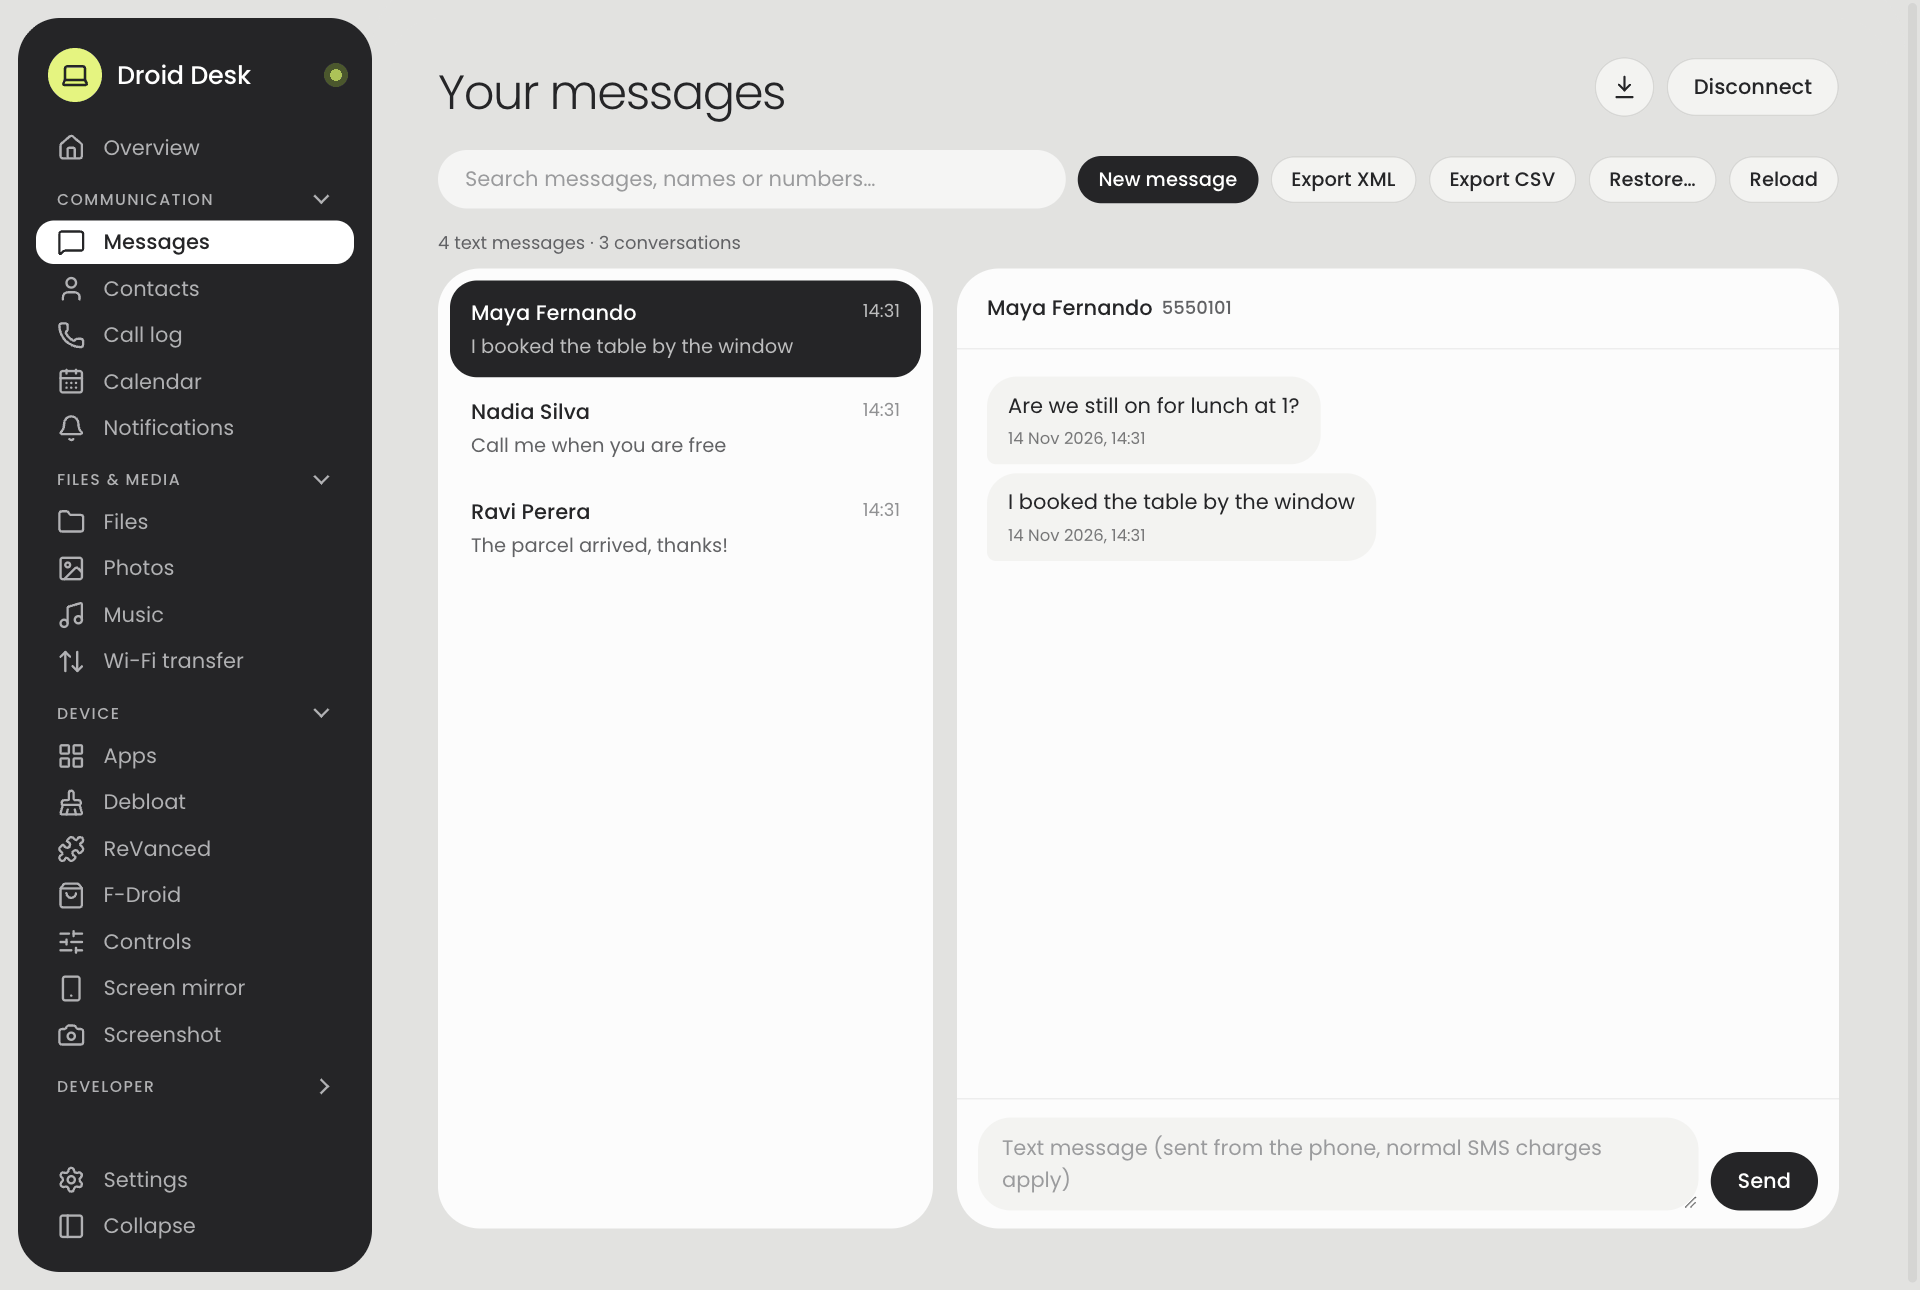 Droid Desk
Overview
COMMUNICATION
Messages
Contacts
Call log
Calendar
Notifications
FILES & MEDIA
Files
Photos
Music
Wi-Fi transfer
DEVICE
Apps
Debloat
ReVanced
F-Droid
Controls
Screen mirror
Screenshot
DEVELOPER
Settings
Collapse
Your messages
Disconnect
Search messages, names or numbers...
New message
Export XML
Export CSV
Restore...
Reload
4 text messages · 3 conversations
Maya Fernando 14:31
I booked the table by the window
Nadia Silva 14:31
Call me when you are free
Ravi Perera 14:31
The parcel arrived, thanks!
Maya Fernando 5550101
Are we still on for lunch at 1?
14 Nov 2026, 14:31
I booked the table by the window
14 Nov 2026, 14:31
Text message (sent from the phone, normal SMS charges
apply)
Send